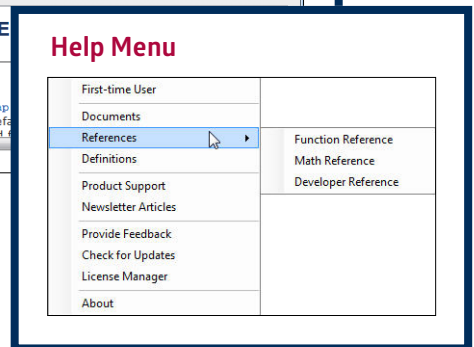 Help Menu
First-time User
Documents
References
Function Reference
Definitions
Math Reference
Product Support
Developer Reference
Newsletter Articles
Provide Feedback
Check for Updates
License Manager
About